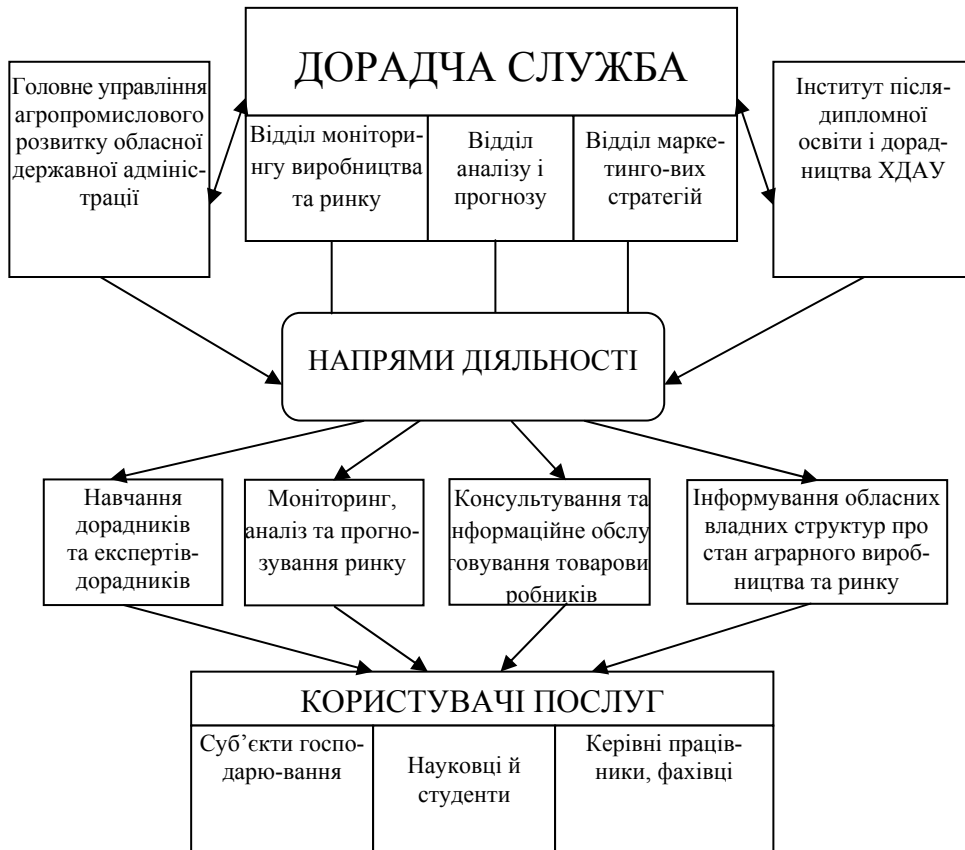 ДОРАДЧА СЛУЖБА
Головне управління
агропромислового
розвитку обласної
державної адмініс-
трації
Відділ монітори-
нгу виробництва
та ринку
Відділ
аналізу і
прогнозу
Відділ марке-
тинго-вих
стратегій
Інститут після-
дипломної
освіти і дорад-
ництва ХДАУ
НАПРЯМИ ДІЯЛЬНОСТІ
Навчання
дорадників
та експертів-
дорадників
Моніторинг,
аналіз та прогно-
зування ринку
Консультування та
інформаційне обслу
говування товарови
робників
Інформування обласних
владних структур про
стан аграрного вироб-
ництва та ринку
КОРИСТУВАЧІ ПОСЛУГ
Суб’єкти госпо-
дарю-вання
Науковці й
студенти
Керівні праців-
ники, фахівці